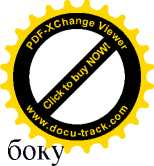 PDF-XChange Viewer
Click to buy NOW!
www.docu-track.com
боку